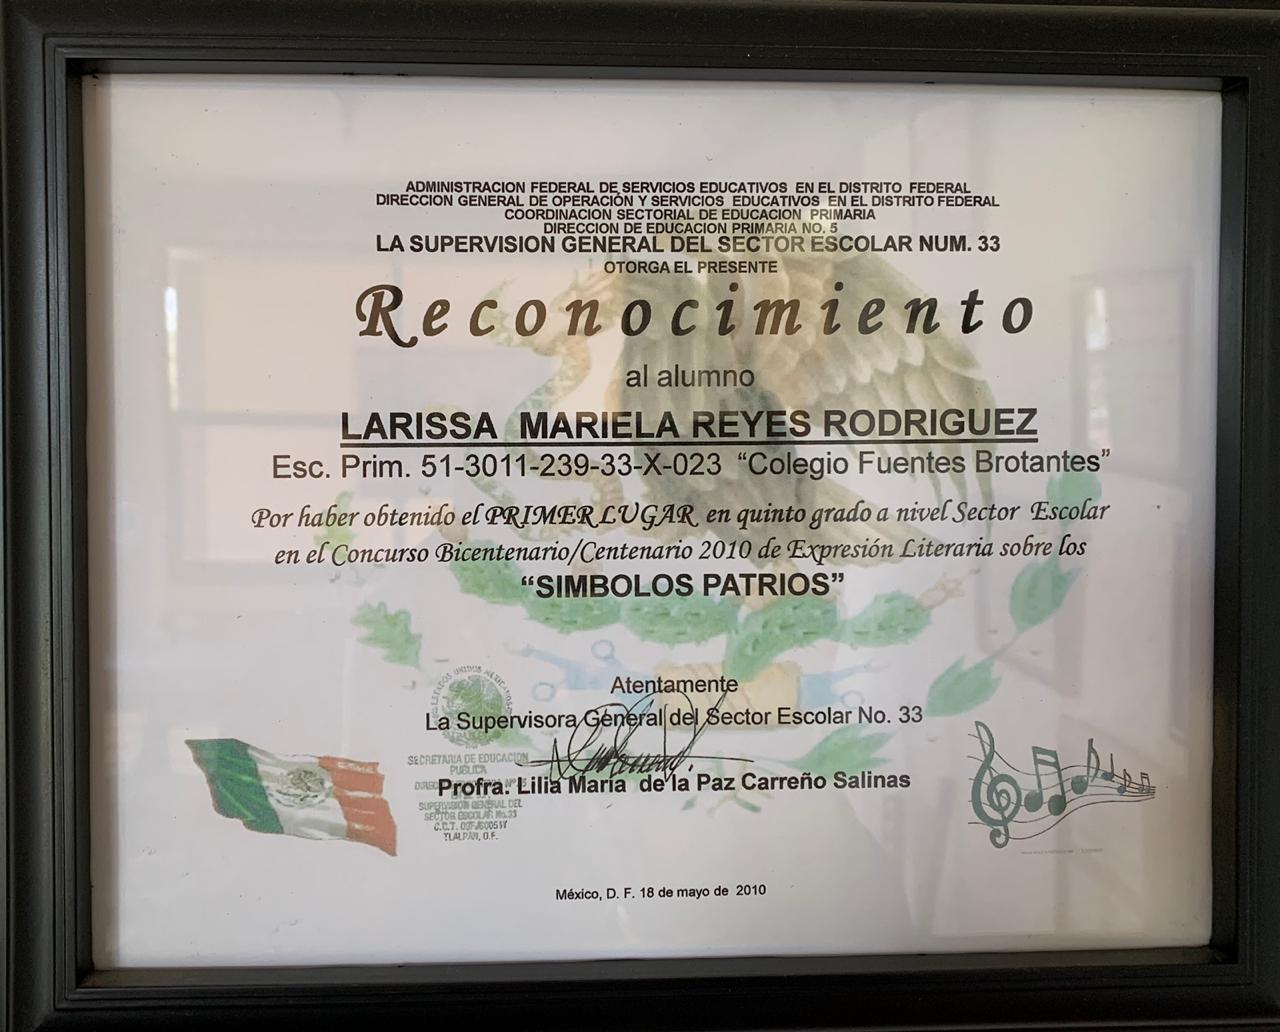 ADMINISTRACION FEDERAL DE SERVICIOS EDUCATIVOS EN EL DISTRITO FEDERAL
DIRECCION GENERAL DE OPERACIÓN Y SERVICIOS EDUCATIVOS EN EL DISTRITO FEDERAL
COORDINACION SECTORIAL DE EDUCACION PRIMARIA
DIRECCION DE EDUCACION PRIMARIA NO. 5
LA SUPERVISION GENERAL DEL SECTOR ESCOLAR NUM. 33
OTORGA EL PRESENTE
Reconocimiento
al alumno
LARISSA MARIELA REYES RODRIGUEZ
Esc. Prim. 51-3011-239-33-X-023 “Colegio Fuentes Brotantes”
Por haber obtenido el PRIMER LUGAR en quinto grado a nivel Sector Escolar
en el Concurso Bicentenario/Centenario 2010 de Expresión Literaria sobre los
“SIMBOLOS PATRIOS”
Atentamente
La Supervisora General del Sector Escolar No. 33
Profra. Lilia María de la Paz Carreño Salinas
ESTADOS UNIDOS MEXICANOS
SECRETARIA DE EDUCACION
PUBLICA
SUPERVISION GENERAL DEL
SECTOR ESCOLAR No.33
C.C.T.
TLALPAN, D.F.
México, D. F. 18 de mayo de 2010